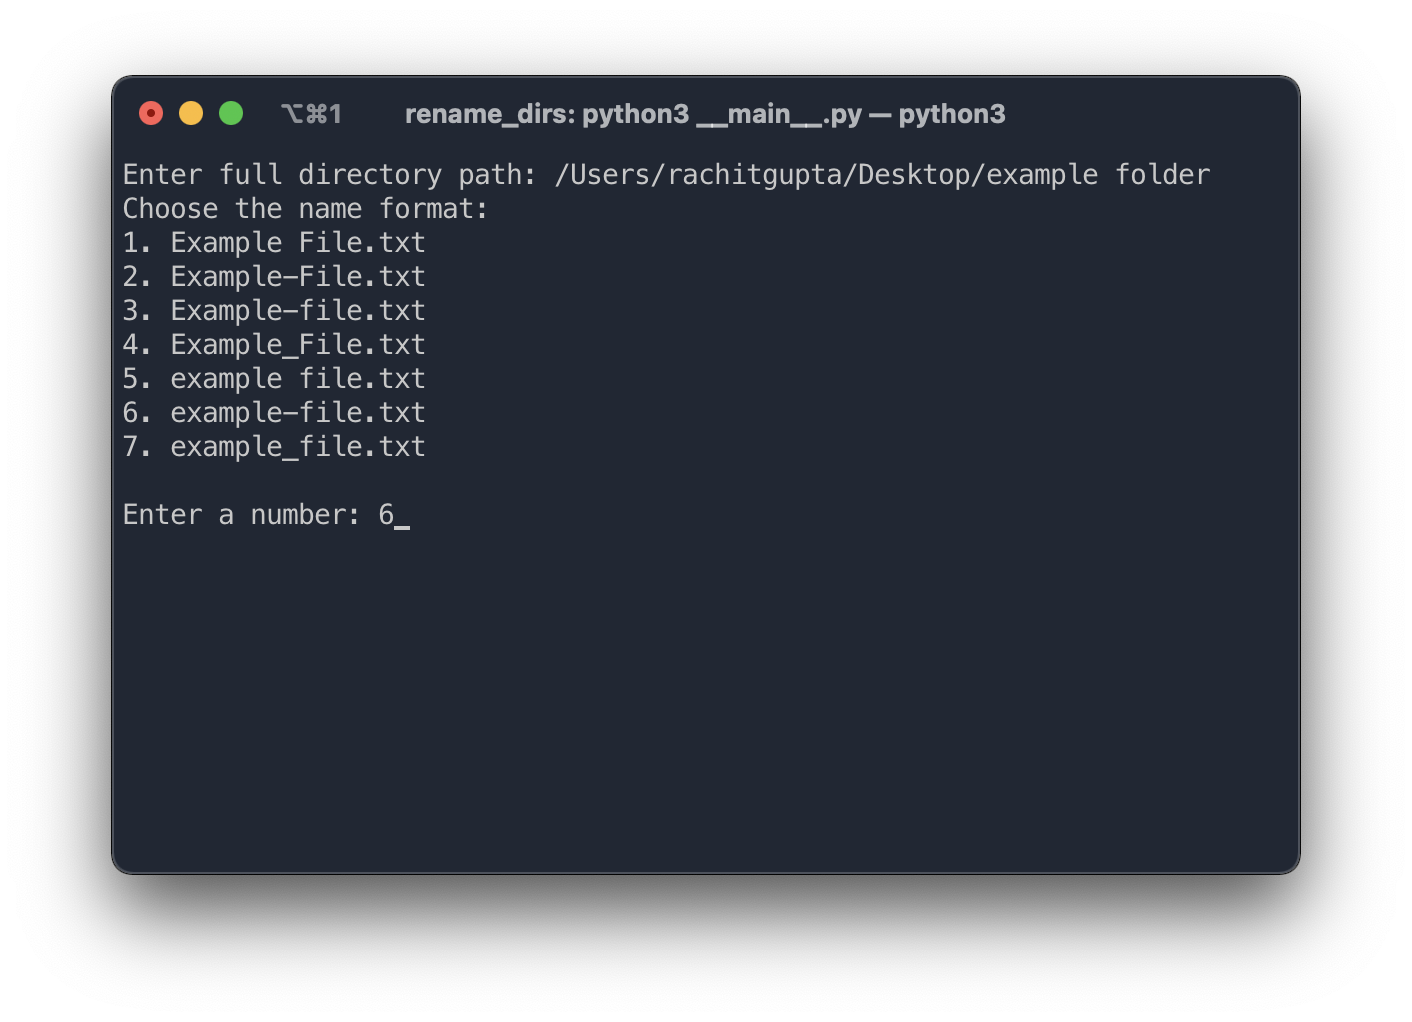 ⌥⌘1 rename_dirs: python3 __main__.py — python3
Enter full directory path: /Users/rachitgupta/Desktop/example folder
Choose the name format:
1. Example File.txt
2. Example-File.txt
3. Example-file.txt
4. Example_File.txt
5. example file.txt
6. example-file.txt
7. example_file.txt
Enter a number: 6_